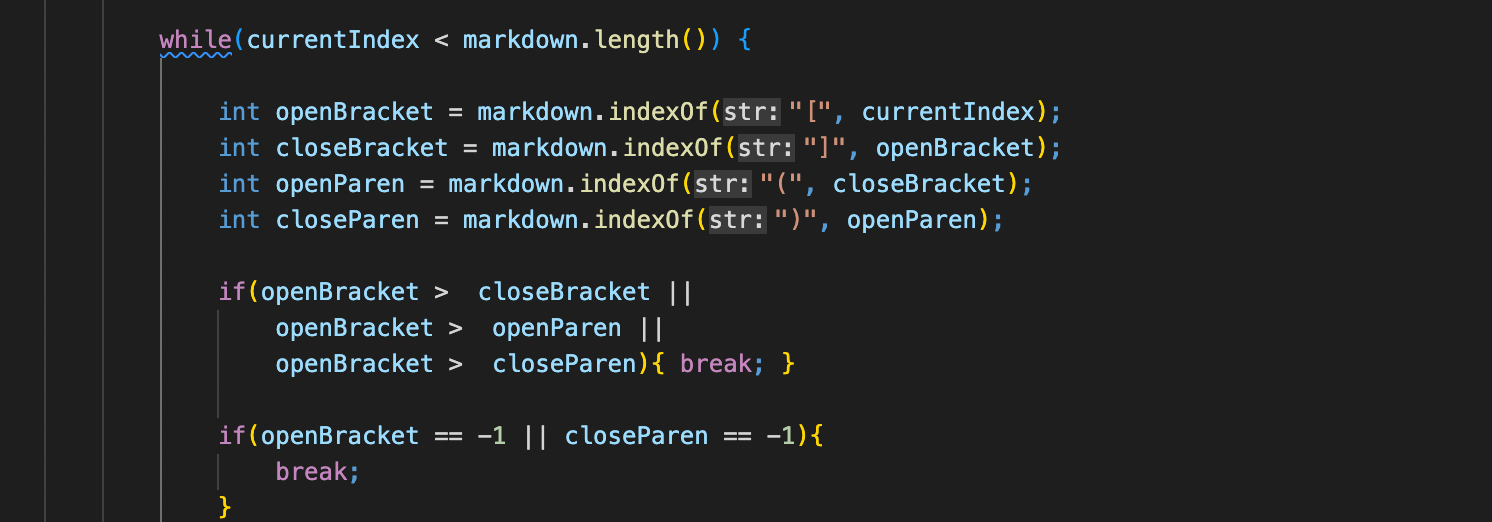 while(currentIndex < markdown.length()) {
int openBracket = markdown.indexOf(str: "[", currentIndex);
int closeBracket = markdown.indexOf(str: "]", openBracket);
int openParen = markdown.indexOf(str: "(", closeBracket);
int closeParen = markdown.indexOf(str: ")", openParen);
if(openBracket >  closeBracket ||
openBracket >  openParen ||
openBracket >  closeParen){ break; }
if(openBracket == -1 || closeParen == -1){
break;
}